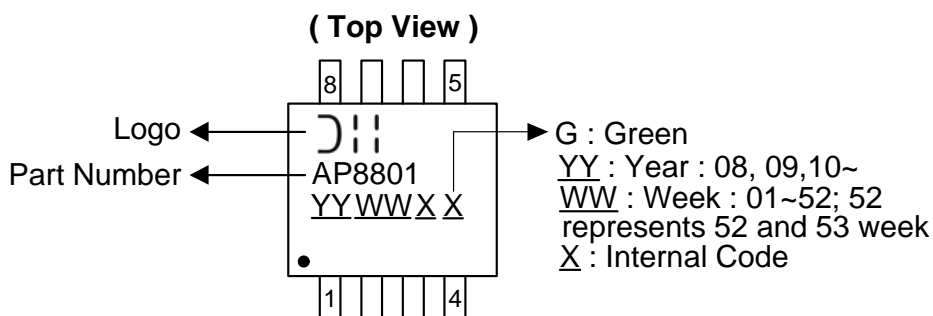 ( Top View )
8 5
Logo
Part Number
AP8801
YY WW X X
G : Green
YY : Year : 08, 09,10~
WW : Week : 01~52; 52
represents 52 and 53 week
X : Internal Code
1 4